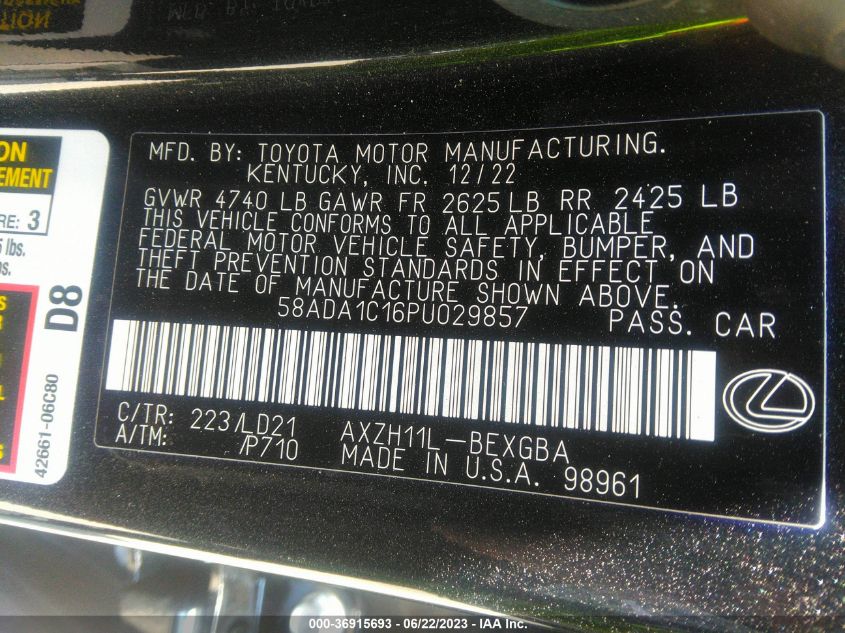 ON
EMENT
RE: 3
lbs.
D8
42661-06C80
MFD. BY: TOYOTA MOTOR MANUFACTURING.
KENTUCKY, INC. 12/22
GVWR 4740 LB GAWR FR 2625 LB RR 2425 LB
THIS VEHICLE CONFORMS TO ALL APPLICABLE
FEDERAL MOTOR VEHICLE SAFETY, BUMPER, AND
THEFT PREVENTION STANDARDS IN EFFECT ON
THE DATE OF MANUFACTURE SHOWN ABOVE.
58ADA1C16PU029857 PASS. CAR
C/TR: 223/LD21 AXZH11L-BEXGBA
A/TM: /P710 MADE IN U.S.A. 98961
000-36915693 - 06/22/2023 - IAA Inc.